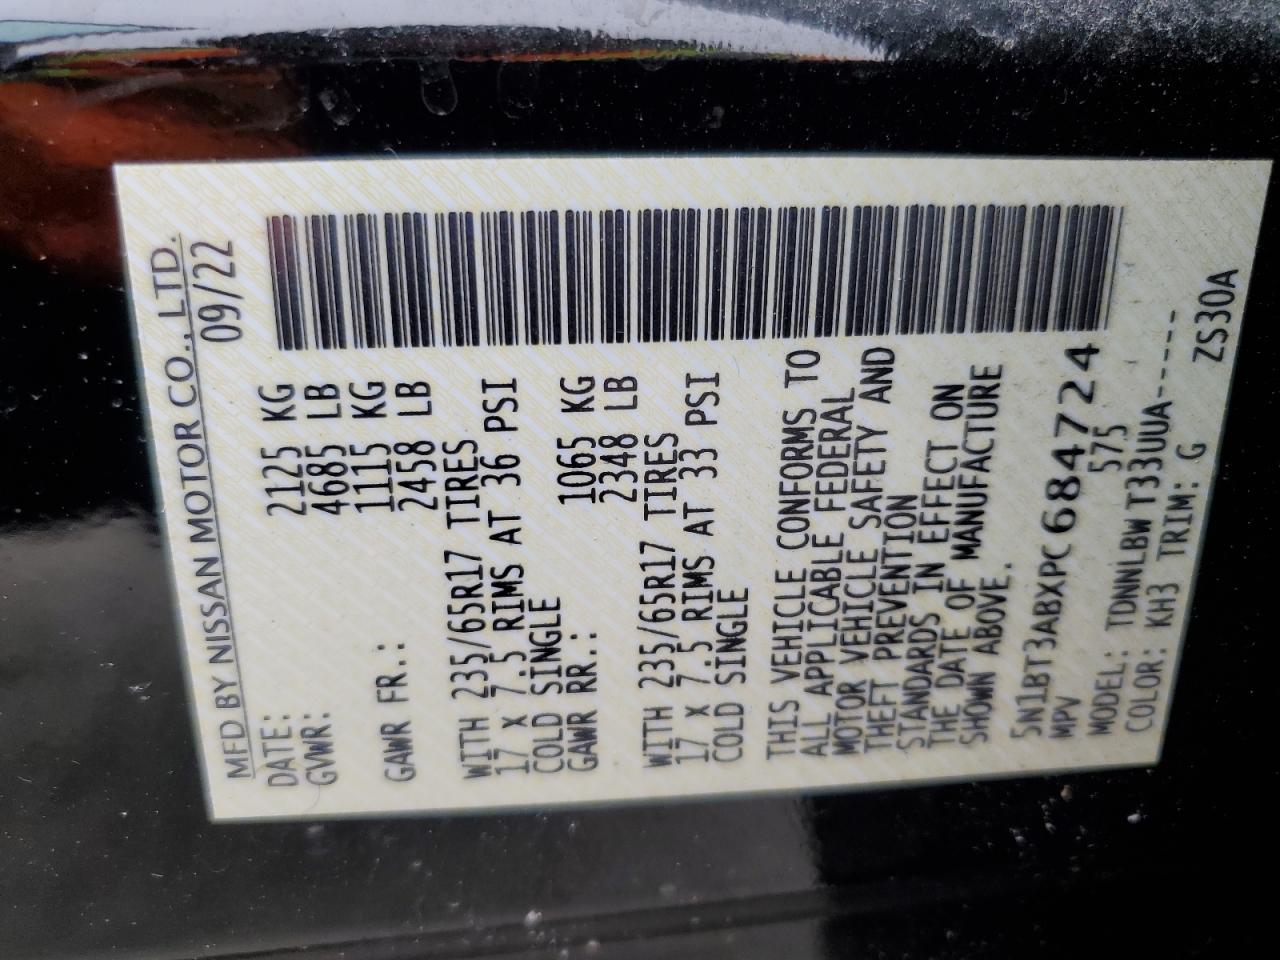 MFD BY NISSAN MOTOR CO., LTD.
DATE: 09/22
GVWR: 2125 KG
4685 LB
GAWR FR.: 1115 KG
2458 LB
WITH 235/65R17 TIRES
17 x 7.5 RIMS AT 36 PSI
COLD SINGLE
GAWR RR.: 1065 KG
2348 LB
WITH 235/65R17 TIRES
17 x 7.5 RIMS AT 33 PSI
COLD SINGLE
THIS VEHICLE CONFORMS TO
ALL APPLICABLE FEDERAL
MOTOR VEHICLE SAFETY AND
THEFT PREVENTION
STANDARDS IN EFFECT ON
THE DATE OF MANUFACTURE
SHOWN ABOVE.
5N1BT3ABXPC684724
MPV 575
MODEL: TDNNLBWT33UUA-----
COLOR: KH3 TRIM: G ZS30A